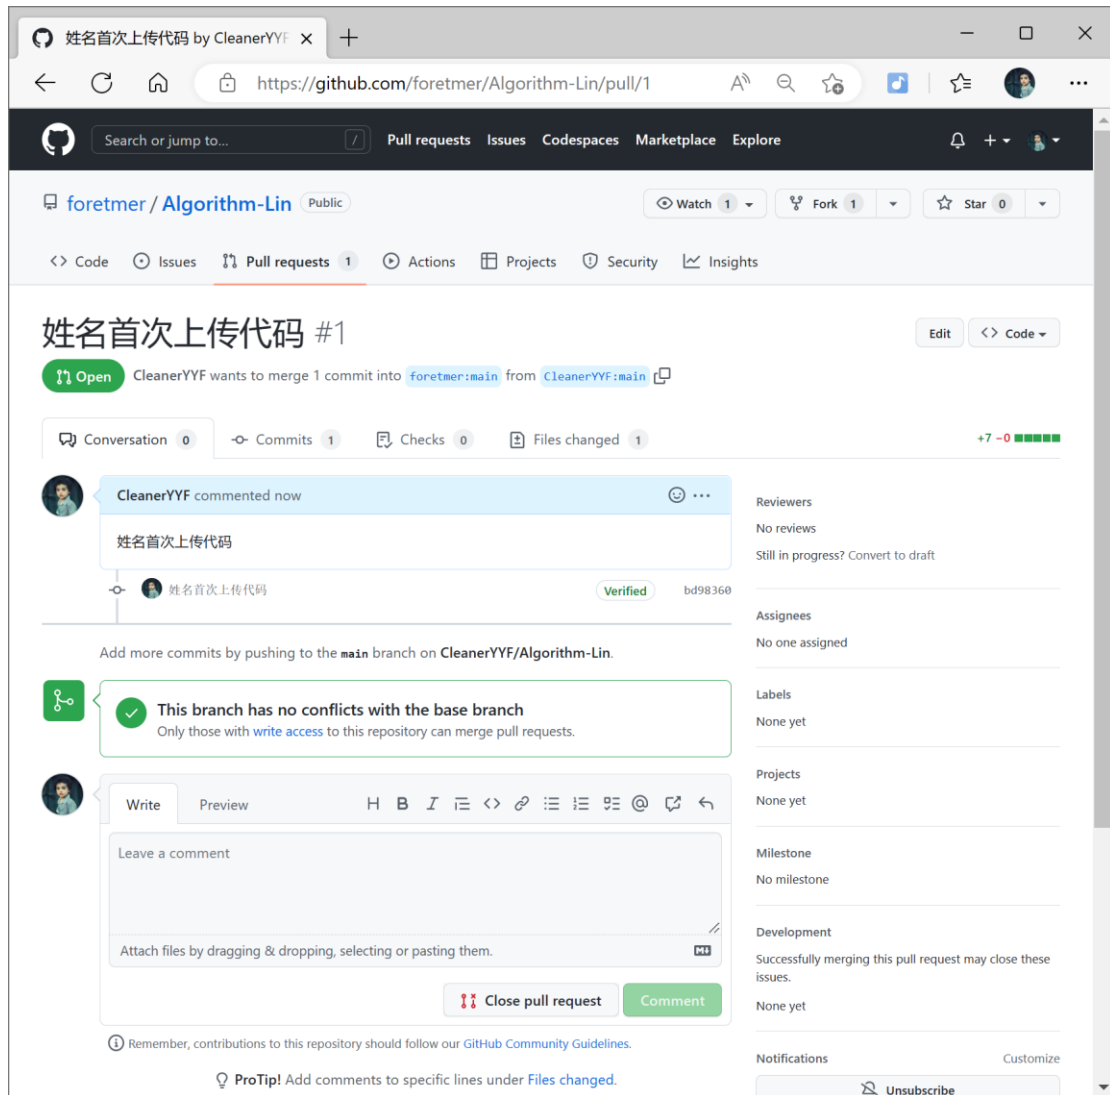 姓名首次上传代码 by CleanerYYF
https://github.com/foretmer/Algorithm-Lin/pull/1
Search or jump to... / Pull requests Issues Codespaces Marketplace Explore
foretmer / Algorithm-Lin Public Watch 1 Fork 1 Star 0
Code Issues Pull requests 1 Actions Projects Security Insights
姓名首次上传代码 #1 Edit Code
Open CleanerYYF wants to merge 1 commit into foretmer:main from CleanerYYF:main
Conversation 0 Commits 1 Checks 0 Files changed 1 +7 −0
CleanerYYF commented now
姓名首次上传代码
姓名首次上传代码 Verified bd98360
Add more commits by pushing to the main branch on CleanerYYF/Algorithm-Lin.
This branch has no conflicts with the base branch
Only those with write access to this repository can merge pull requests.
Write Preview
Leave a comment
Attach files by dragging & dropping, selecting or pasting them.
Close pull request Comment
Remember, contributions to this repository should follow our GitHub Community Guidelines.
ProTip! Add comments to specific lines under Files changed.
Reviewers
No reviews
Still in progress? Convert to draft
Assignees
No one assigned
Labels
None yet
Projects
None yet
Milestone
No milestone
Development
Successfully merging this pull request may close these
issues.
None yet
Notifications Customize
Unsubscribe